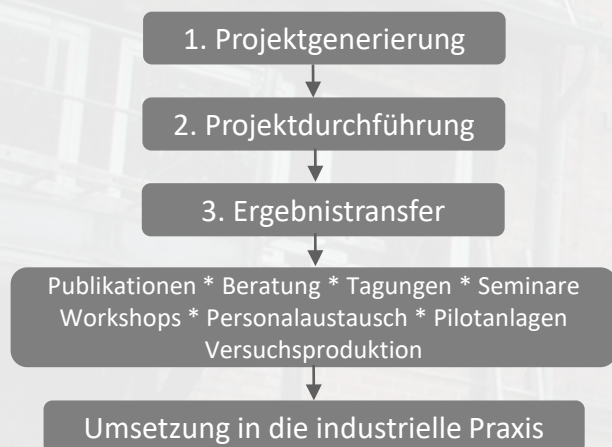 1. Projektgenerierung
2. Projektdurchführung
3. Ergebnistransfer
Publikationen * Beratung * Tagungen * Seminare
Workshops * Personalaustausch * Pilotanlagen
Versuchsproduktion
Umsetzung in die industrielle Praxis